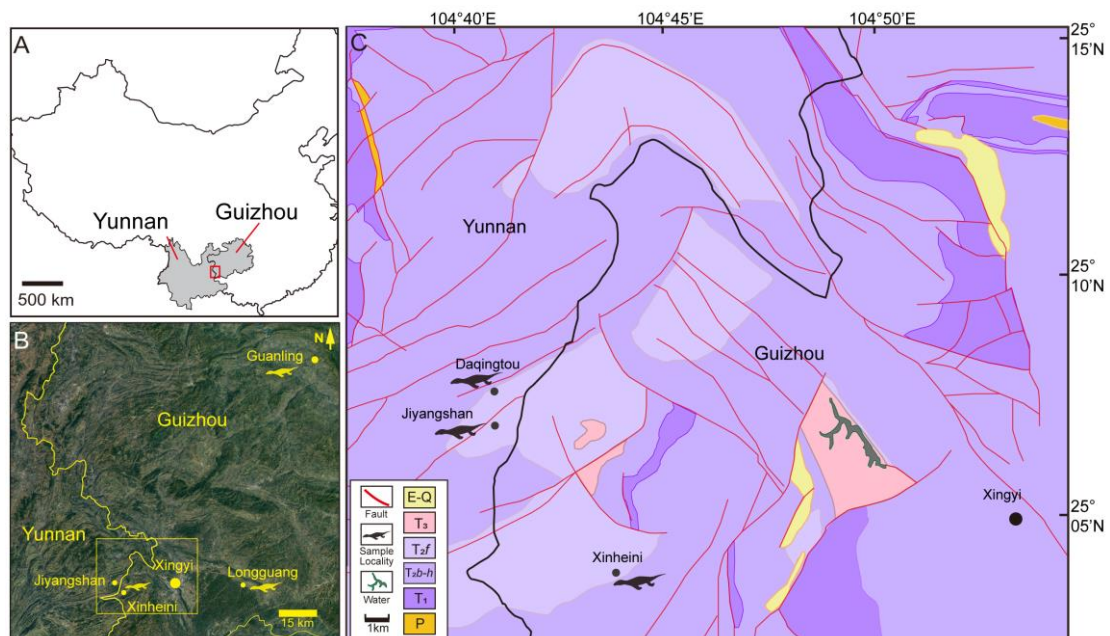 A
Yunnan
Guizhou
500 km
B
N
Guanling
Guizhou
Yunnan
Xingyi
Jiyangshan
Longguang
Xinheini
15 km
C
104°40'E
104°45'E
104°50'E
25°
15'N
25°
10'N
25°
05'N
Yunnan
Guizhou
Daqingtou
Jiyangshan
Xingyi
Xinheini
Fault
Sample
Locality
Water
1km
E-Q
T₃
T₂f
T₂b-h
T₁
P